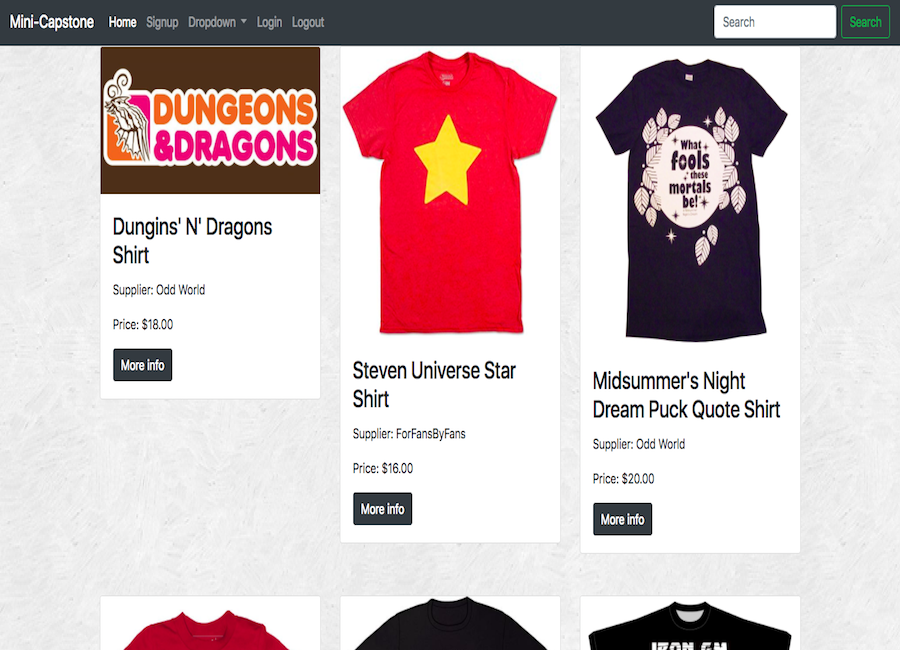 Mini-Capstone Home Signup Dropdown Login Logout Search Search
DUNGEONS
&DRAGONS
Dungins' N' Dragons
Shirt
Supplier: Odd World
Price: $18.00
More info
Steven Universe Star
Shirt
Supplier: ForFansByFans
Price: $16.00
More info
What
fools
these
mortals
be!
Midsummer's Night
Dream Puck Quote Shirt
Supplier: Odd World
Price: $20.00
More info